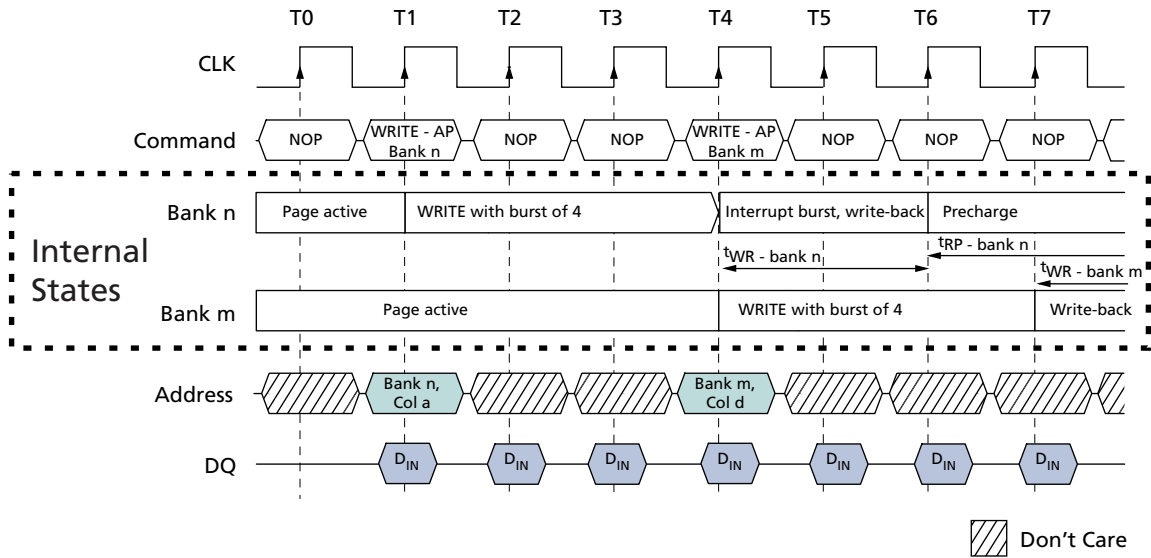 T0 T1 T2 T3 T4 T5 T6 T7
CLK
Command NOP WRITE - AP Bank n NOP NOP WRITE - AP Bank m NOP NOP NOP
Internal States
Bank n Page active WRITE with burst of 4 Interrupt burst, write-back Precharge
tWR - bank n tRP - bank n
tWR - bank m
Bank m Page active WRITE with burst of 4 Write-back
Address Bank n, Col a Bank m, Col d
DQ DIN DIN DIN DIN DIN DIN DIN
Don't Care